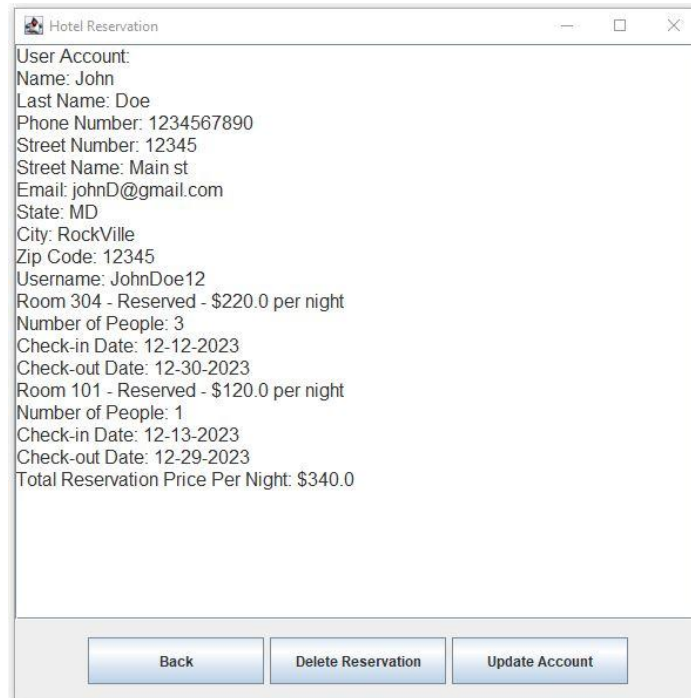 Hotel Reservation
User Account:
Name: John
Last Name: Doe
Phone Number: 1234567890
Street Number: 12345
Street Name: Main st
Email: johnD@gmail.com
State: MD
City: RockVille
Zip Code: 12345
Username: JohnDoe12
Room 304 - Reserved - $220.0 per night
Number of People: 3
Check-in Date: 12-12-2023
Check-out Date: 12-30-2023
Room 101 - Reserved - $120.0 per night
Number of People: 1
Check-in Date: 12-13-2023
Check-out Date: 12-29-2023
Total Reservation Price Per Night: $340.0
Back Delete Reservation Update Account